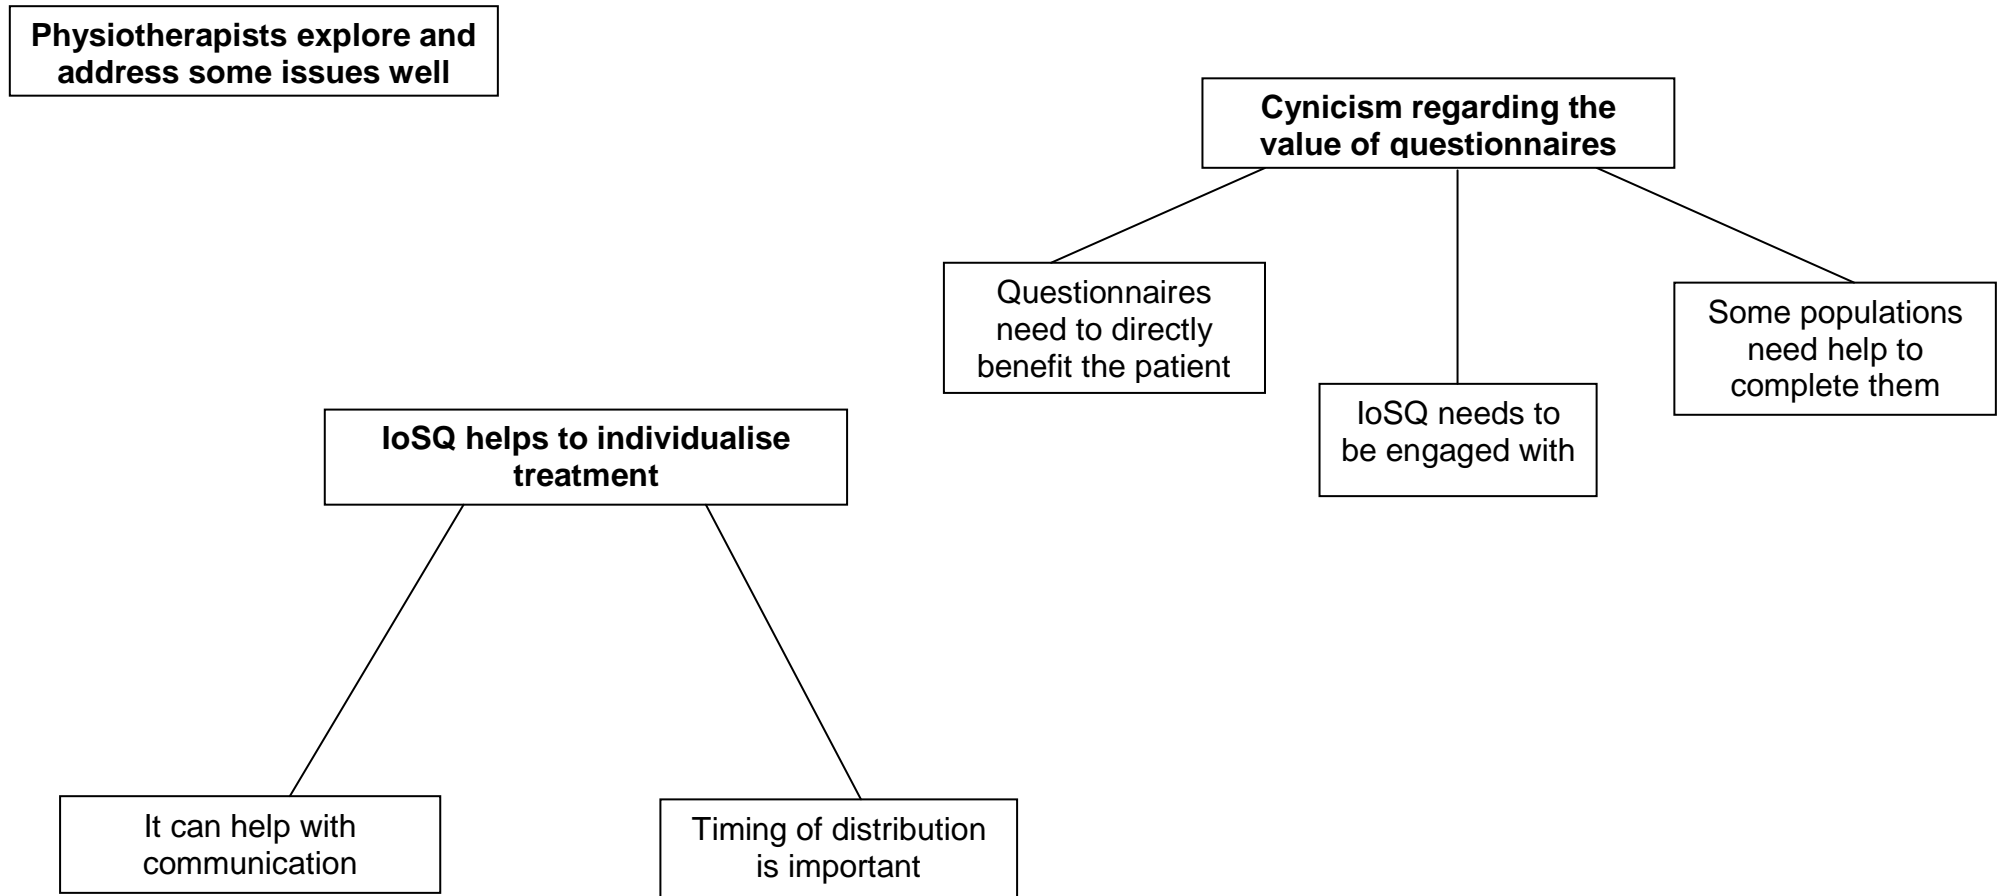 Physiotherapists explore and
address some issues well
Cynicism regarding the
value of questionnaires
Questionnaires
need to directly
benefit the patient
IoSQ needs to
be engaged with
Some populations
need help to
complete them
IoSQ helps to individualise
treatment
It can help with
communication
Timing of distribution
is important